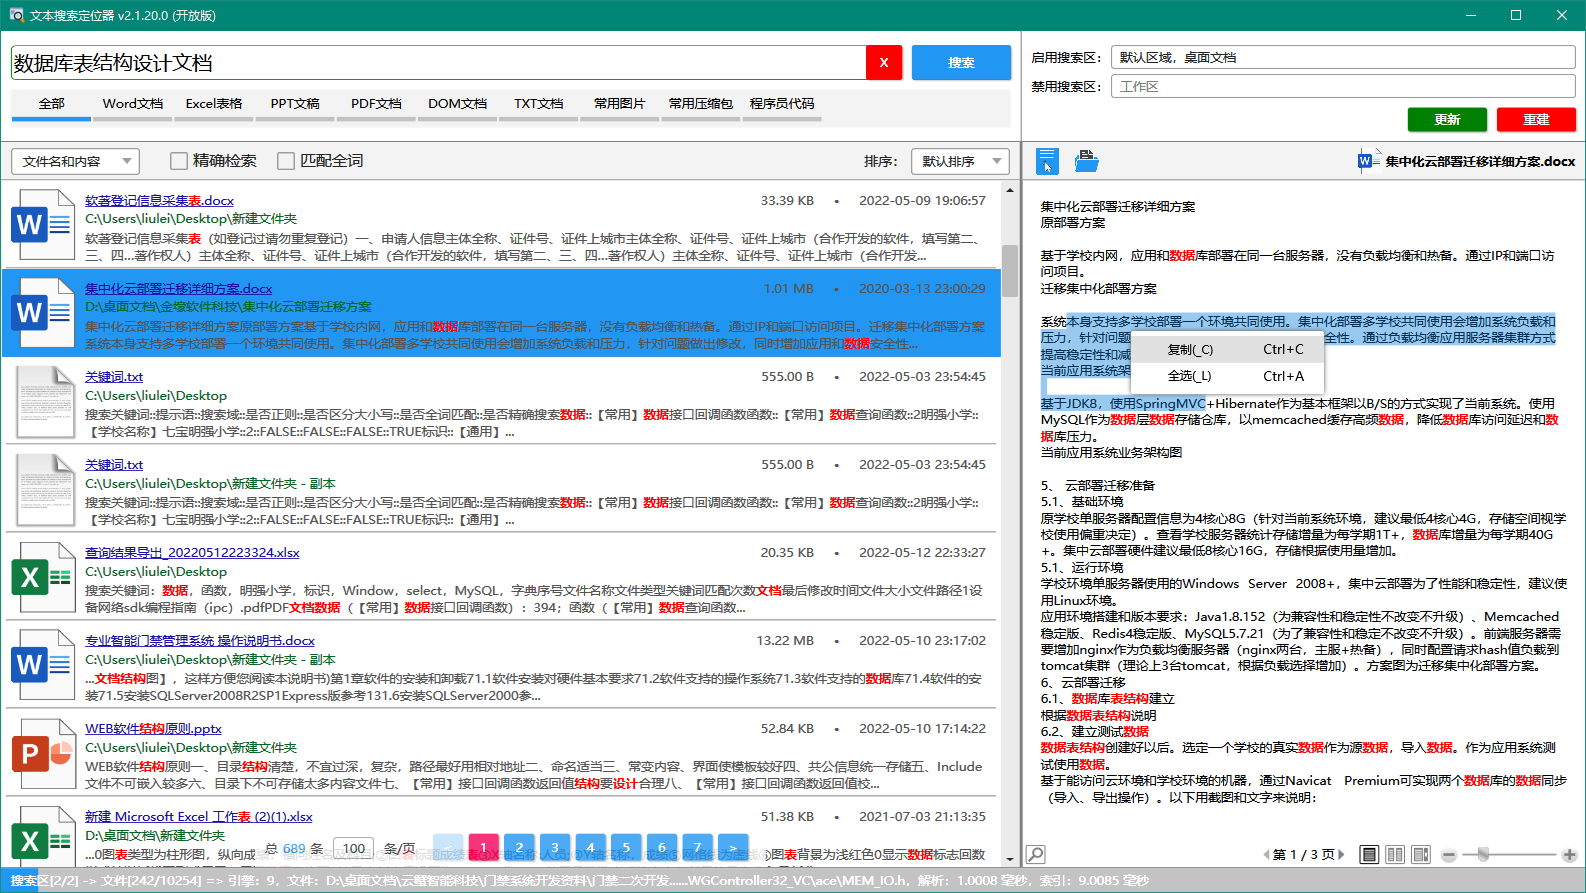 文本搜索定位器 v2.1.20.0 (开放版)
数据库表结构设计文档
X
搜索
启用搜索区：
默认区域，桌面文档
禁用搜索区：
工作区
更新
重建
全部
Word文档
Excel表格
PPT文稿
PDF文档
DOM文档
TXT文档
常用图片
常用压缩包
程序员代码
文件名和内容
精确检索
匹配全词
排序：
默认排序
软著登记信息采集表.docx
33.39 KB • 2022-05-09 19:06:57
C:\Users\liulei\Desktop\新建文件夹
软著登记信息采集表（如登记过请勿重复登记）一、申请人信息主体全称、证件号、证件上城市主体全称、证件号、证件上城市（合作开发的软件，填写第二、
三、四...著作权人）主体全称、证件号、证件上城市（合作开发的软件，填写第二、三、四...著作权人）主体全称、证件号、证件上城市（合作开发...
集中化云部署迁移详细方案.docx
1.01 MB • 2020-03-13 23:00:29
D:\桌面文档\金壕软件科技\集中化云部署迁移方案
集中化云部署迁移详细方案原部署方案基于学校内网，应用和数据库部署在同一台服务器，没有负载均衡和热备。通过IP和端口访问项目。迁移集中化部署方案
系统本身支持多学校部署一个环境共同使用。集中化部署多学校共同使用会增加系统负载和压力，针对问题做出修改，同时增加应用和数据安全性...
关键词.txt
555.00 B • 2022-05-03 23:54:45
C:\Users\liulei\Desktop
搜索关键词::提示语::搜索域::是否正则::是否区分大小写::是否全词匹配::是否精确搜索数据::【常用】数据接口回调函数函数::【常用】数据查询函数::2明强小学::
【学校名称】七宝明强小学::2::FALSE::FALSE::FALSE::TRUE标识::【通用】...
关键词.txt
555.00 B • 2022-05-03 23:54:45
C:\Users\liulei\Desktop\新建文件夹 - 副本
搜索关键词::提示语::搜索域::是否正则::是否区分大小写::是否全词匹配::是否精确搜索数据::【常用】数据接口回调函数函数::【常用】数据查询函数::2明强小学::
【学校名称】七宝明强小学::2::FALSE::FALSE::FALSE::TRUE标识::【通用】...
查询结果导出_20220512223324.xlsx
20.35 KB • 2022-05-12 22:33:27
C:\Users\liulei\Desktop
搜索关键词：数据，函数，明强小学，标识，Window，select，MySQL，字典序号文件名称文件类型关键词匹配次数文档最后修改时间文件大小文件路径1设
备网络sdk编程指南（ipc）.pdfPDF文档数据（【常用】数据接口回调函数）: 394；函数（【常用】数据查询函数...
专业智能门禁管理系统 操作说明书.docx
13.22 MB • 2022-05-10 23:17:02
C:\Users\liulei\Desktop\新建文件夹 - 副本
...文档结构图】，这样方便您阅读本说明书)第1章软件的安装和卸载71.1软件安装对硬件基本要求71.2软件支持的操作系统71.3软件支持的数据库71.4软件的安
装71.5安装SQLServer2008R2SP1Express版参考131.6安装SQLServer2000参...
WEB软件结构原则.pptx
52.84 KB • 2022-05-10 17:14:22
C:\Users\liulei\Desktop\新建文件夹
WEB软件结构原则一、目录结构清楚，不宜过深，复杂，路径最好用相对地址二、命名适当三、常变内容、界面使模板较好四、共公信息统一存储五、Include
文件不可嵌入较多六、目录下不可存储太多内容文件七、【常用】接口回调函数返回值结构要设计合理八、【常用】接口回调函数返回值校...
新建 Microsoft Excel 工作表 (2)(1).xlsx
51.38 KB • 2021-07-03 21:13:35
D:\桌面文档\新建文件夹
总 689 条
100
条/页
<
1
2
3
4
5
6
7
>
...0图表类型为柱形图，纵向成
图表背景为浅红色0显示数据标志回数
集中化云部署迁移详细方案.docx
集中化云部署迁移详细方案
原部署方案
基于学校内网，应用和数据库部署在同一台服务器，没有负载均衡和热备。通过IP和端口访
问项目。
迁移集中化部署方案
系统本身支持多学校部署一个环境共同使用。集中化部署多学校共同使用会增加系统负载和
压力，针对问题
全性。通过负载均衡应用服务器集群方式
提高稳定性和减
当前应用系统架
复制(_C) Ctrl+C
全选(_L) Ctrl+A
基于JDK8，使用SpringMVC+Hibernate作为基本框架以B/S的方式实现了当前系统。使用
MySQL作为数据层数据存储仓库，以memcached缓存高频数据，降低数据库访问延迟和数
据库压力。
当前应用系统业务架构图
5、 云部署迁移准备
5.1、基础环境
原学校单服务器配置信息为4核心8G（针对当前系统环境，建议最低4核心4G，存储空间视学
校使用偏重决定）。查看学校服务器统计存储增量为每学期1T+，数据库增量为每学期40G
+。集中云部署硬件建议最低8核心16G，存储根据使用量增加。
5.1、运行环境
学校环境单服务器使用的Windows Server 2008+，集中云部署为了性能和稳定性，建议使
用Linux环境。
应用环境搭建和版本要求：Java1.8.152（为兼容性和稳定性不改变不升级）、Memcached
稳定版、Redis4稳定版、MySQL5.7.21（为了兼容性和稳定不改变不升级）。前端服务器需
要增加nginx作为负载均衡服务器（nginx两台，主服+热备），同时配置请求hash值负载到
tomcat集群（理论上3台tomcat，根据负载选择增加）。方案图为迁移集中化部署方案。
6、云部署迁移
6.1、数据库表结构建立
根据数据表结构说明
6.2、建立测试数据
数据表结构创建好以后。选定一个学校的真实数据作为源数据，导入数据。作为应用系统测
试使用数据。
基于能访问云环境和学校环境的机器，通过Navicat Premium可实现两个数据库的数据同步
（导入、导出操作）。以下用截图和文字来说明：
第 1 / 3 页
搜索区[2/2] -> 文件[242/10254] => 引擎：9，文件：D:\桌面文档\云蟹智能科技\门禁系统开发资料\门禁二次开发......WGController32_VC\ace\MEM_IO.h，解析：1.0008 毫秒，索引：9.0085 毫秒